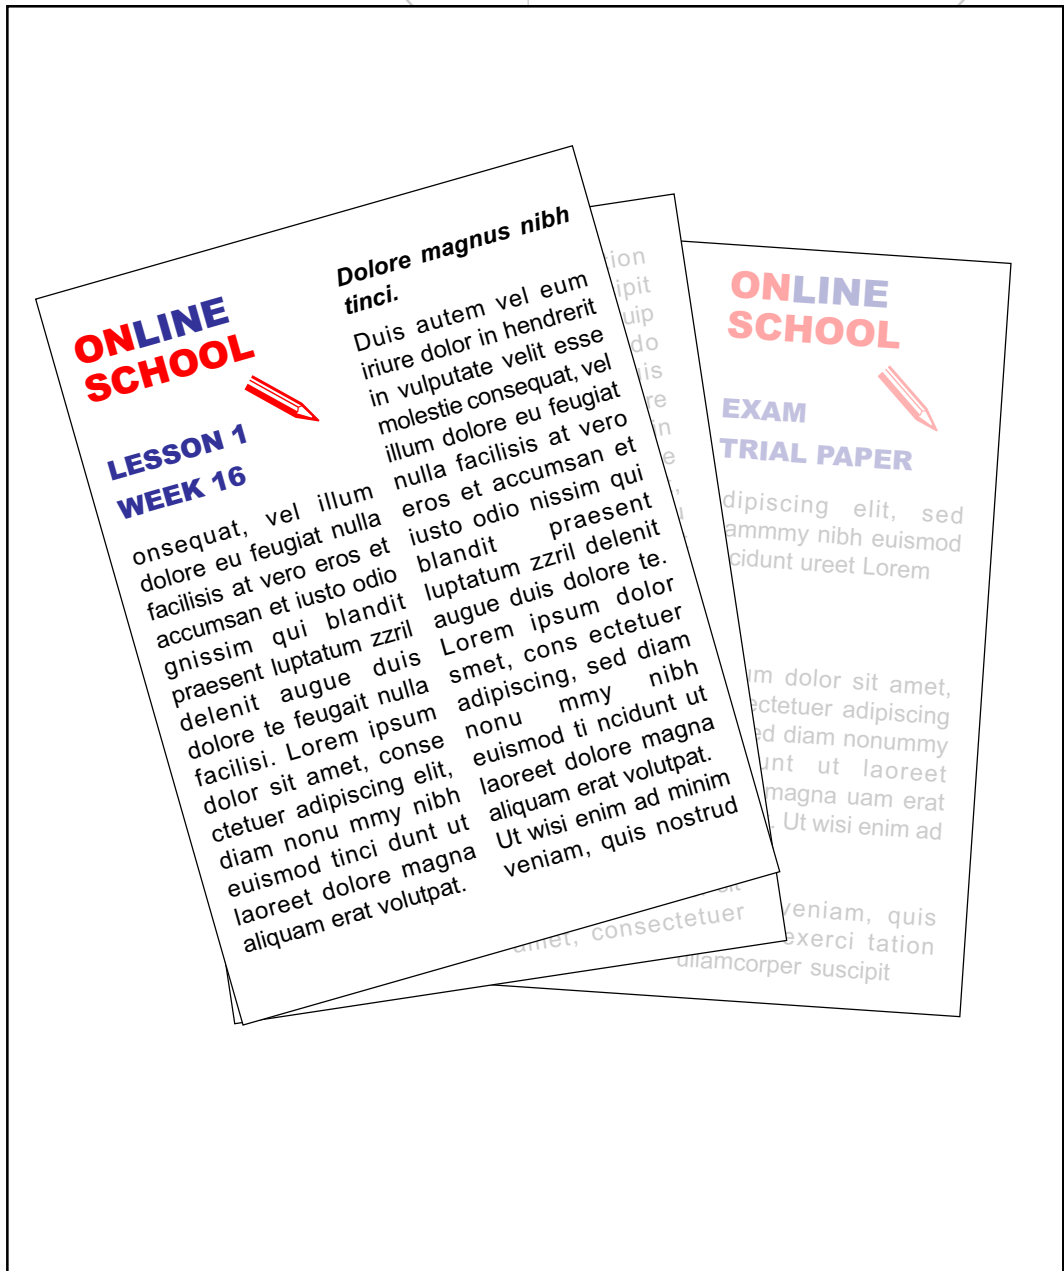 ONLINE
SCHOOL
LESSON 1
WEEK 16
onsequat, vel illum
dolore eu feugiat nulla
facilisis at vero eros et
accumsan et iusto odio
gnissim qui blandit
praesent luptatum zzril
delenit augue duis
dolore te feugait nulla
facilisi. Lorem ipsum
dolor sit amet, conse
ctetuer adipiscing elit,
diam nonu mmy nibh
euismod tinci dunt ut
laoreet dolore magna
aliquam erat volutpat.
Dolore magnus nibh
tinci.
Duis autem vel eum
iriure dolor in hendrerit
in vulputate velit esse
molestie consequat, vel
illum dolore eu feugiat
nulla facilisis at vero
eros et accumsan et
iusto odio nissim qui
blandit praesent
luptatum zzril delenit
augue duis dolore te.
Lorem ipsum dolor
smet, cons ectetuer
adipiscing, sed diam
nonu mmy nibh
euismod ti ncidunt ut
laoreet dolore magna
aliquam erat volutpat.
Ut wisi enim ad minim
veniam, quis nostrud
ion
ipit
uip
do
is
re
in
e
amet, consectetuer
ONLINE
SCHOOL
EXAM
TRIAL PAPER
dipiscing elit, sed
ammmy nibh euismod
cidunt ureet Lorem
um dolor sit amet,
ectetuer adipiscing
ed diam nonummy
unt ut laoreet
magna uam erat
. Ut wisi enim ad
veniam, quis
exerci tation
ullamcorper suscipit